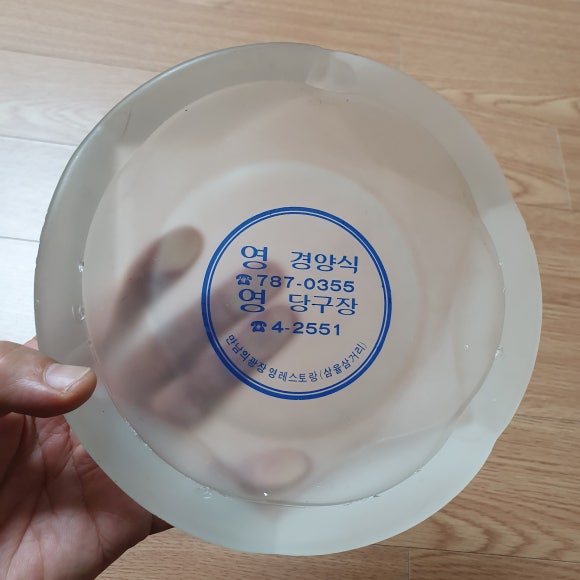 영 경양식
☎787-0355
영 당구장
☎4-2551
만남의광장 영레스토랑(삼율삼거리)